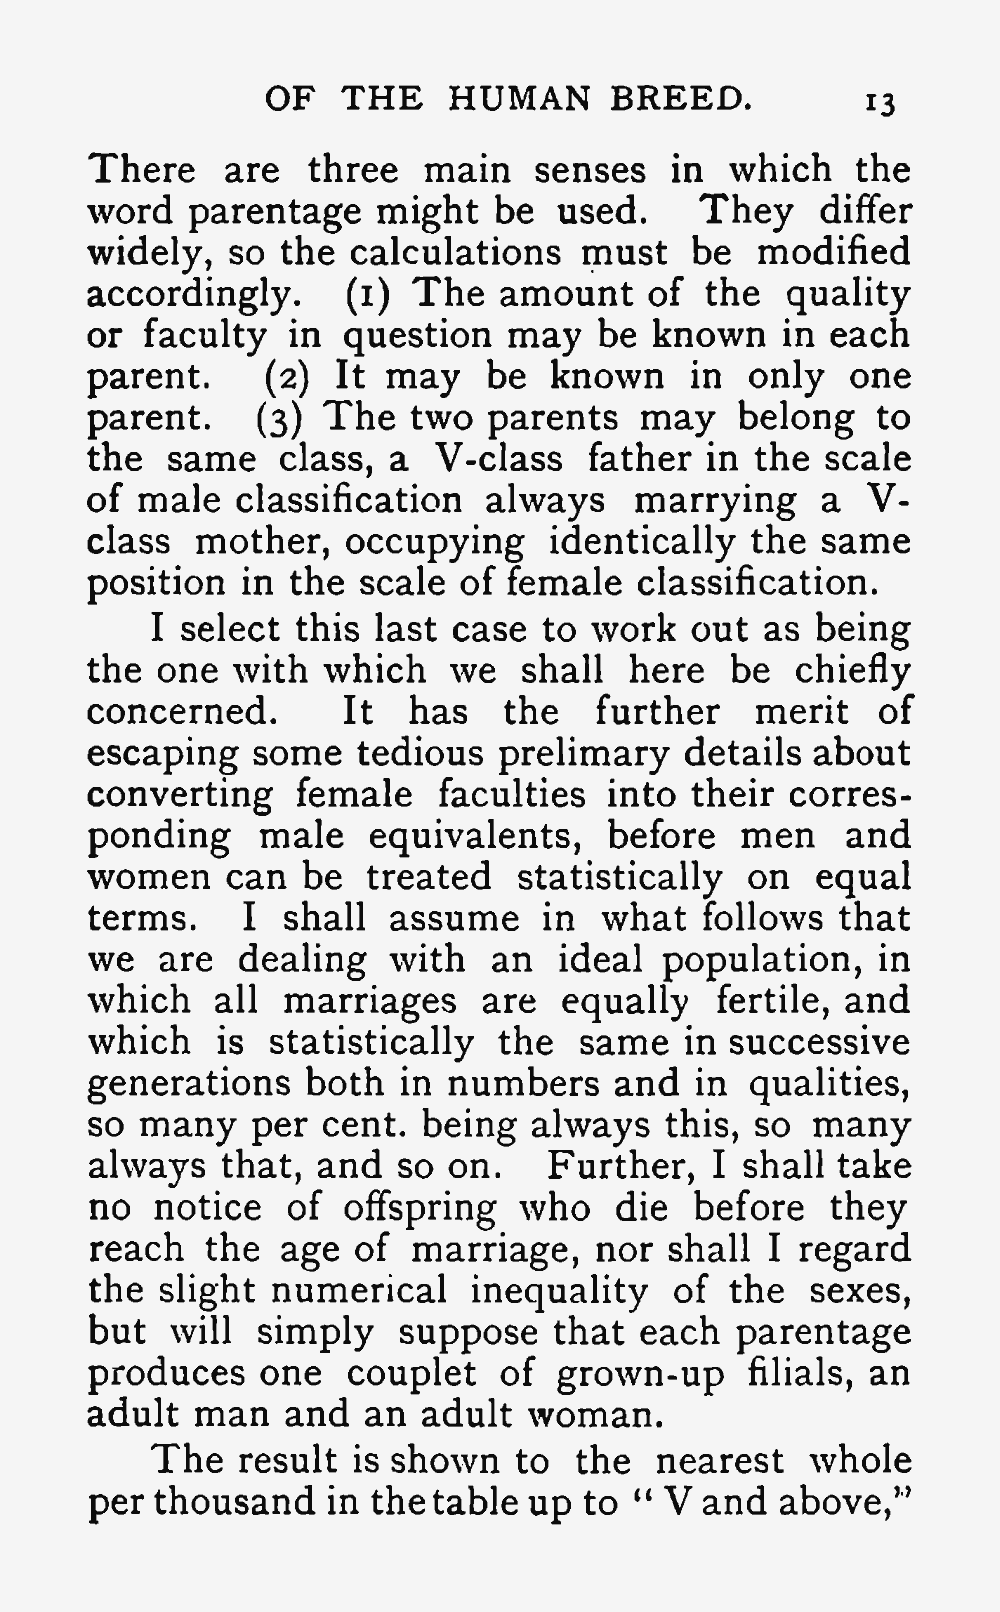 OF THE HUMAN BREED. 13
There are three main senses in which the
word parentage might be used. They differ
widely, so the calculations must be modified
accordingly. (1) The amount of the quality
or faculty in question may be known in each
parent. (2) It may be known in only one
parent. (3) The two parents may belong to
the same class, a V-class father in the scale
of male classification always marrying a V-
class mother, occupying identically the same
position in the scale of female classification.
I select this last case to work out as being
the one with which we shall here be chiefly
concerned. It has the further merit of
escaping some tedious prelimary details about
converting female faculties into their corres-
ponding male equivalents, before men and
women can be treated statistically on equal
terms. I shall assume in what follows that
we are dealing with an ideal population, in
which all marriages are equally fertile, and
which is statistically the same in successive
generations both in numbers and in qualities,
so many per cent. being always this, so many
always that, and so on. Further, I shall take
no notice of offspring who die before they
reach the age of marriage, nor shall I regard
the slight numerical inequality of the sexes,
but will simply suppose that each parentage
produces one couplet of grown-up filials, an
adult man and an adult woman.
The result is shown to the nearest whole
per thousand in the table up to “ V and above,”